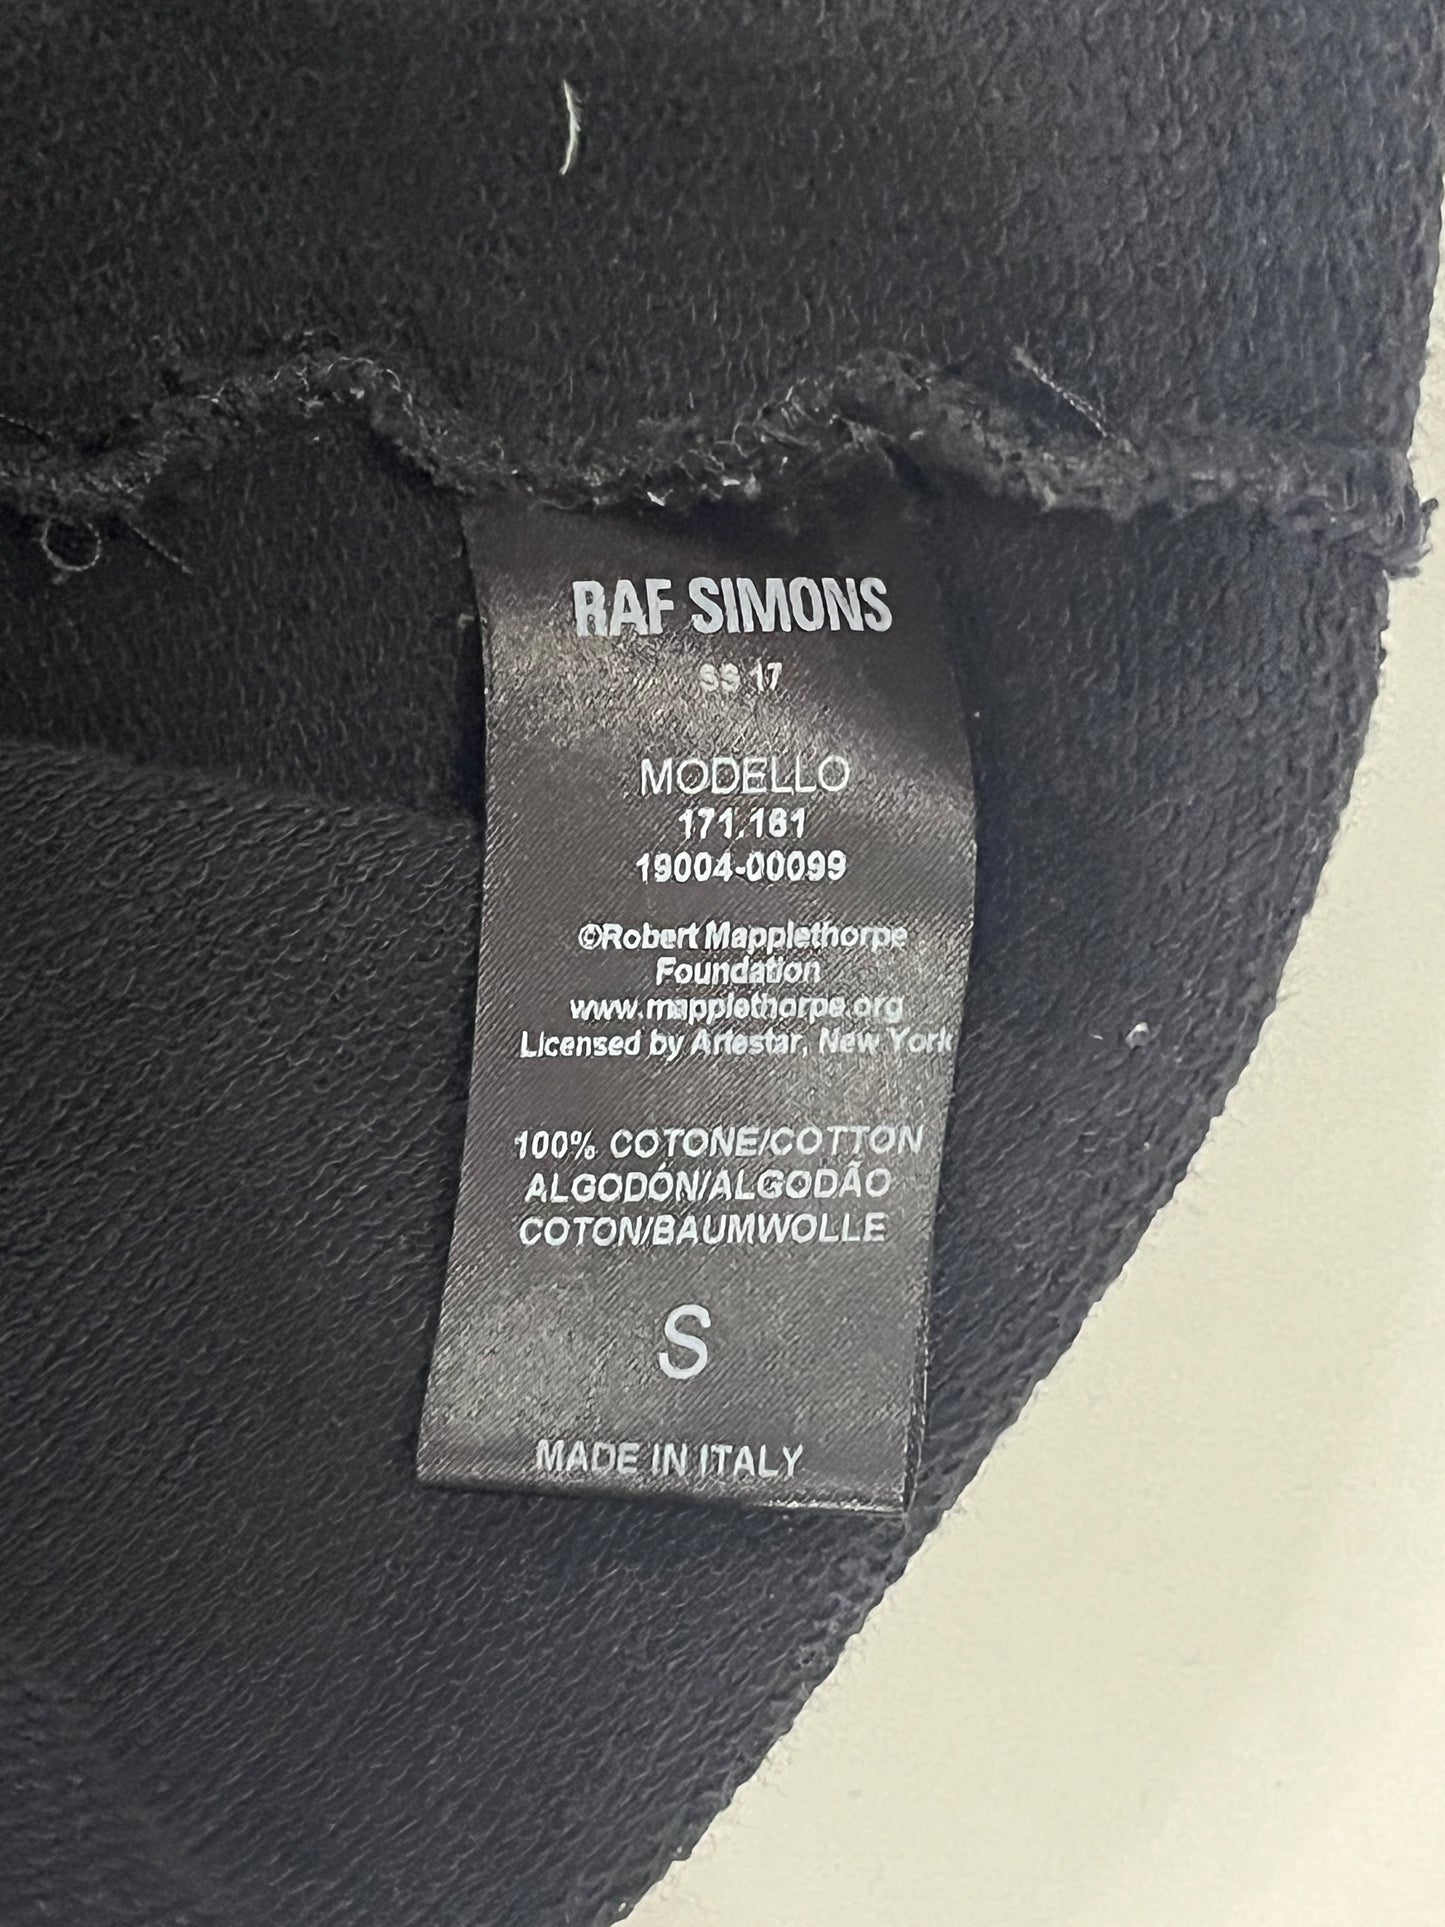 RAF SIMONS
SS 17
MODELLO
171.161
19004-00099
©Robert Mapplethorpe
Foundation
www.mapplethorpe.org
Licensed by Artestar, New York
100% COTONE/COTTON
ALGODÓN/ALGODÃO
COTON/BAUMWOLLE
S
MADE IN ITALY